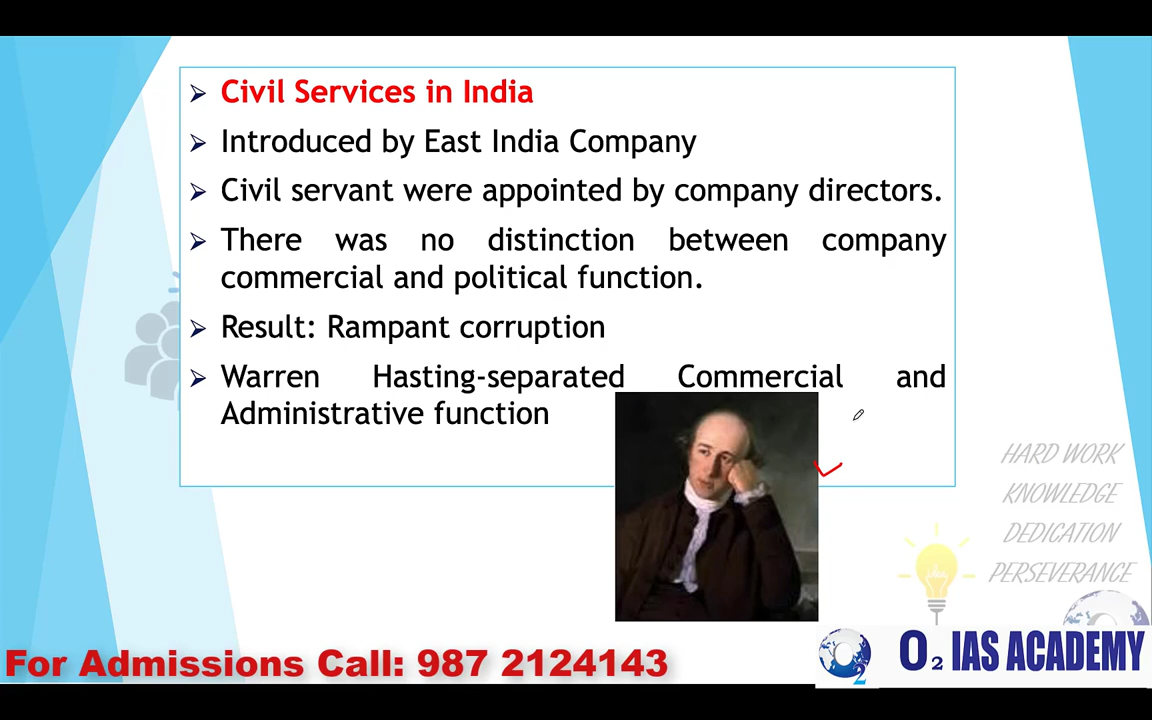 Civil Services in India
Introduced by East India Company
Civil servant were appointed by company directors.
There was no distinction between company
commercial and political function.
Result: Rampant corruption
Warren Hasting-separated Commercial and
Administrative function
HARD WORK
KNOWLEDGE
DEDICATION
PERSEVERANCE
For Admissions Call: 987 2124143
O2 IAS ACADEMY